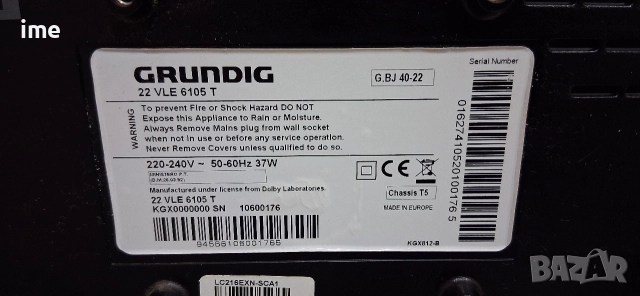 ime
GRUNDIG
22 VLE 6105 T
G.BJ 40-22
Serial Number
WARNING
To prevent Fire or Shock Hazard DO NOT
Expose this Appliance to Rain or Moisture.
Always Remove Mains plug from wall socket
when not in use or before any service operation.
Never Remove Covers unless qualified to do so.
220-240V ~ 50-60Hz 37W
MINISTERO P.T.
Manufactured under license from Dolby Laboratories.
22 VLE 6105 T
KGX0000000 SN 10600176
94556106001765
CE
Chassis T5
MADE IN EUROPE
KGX812-B
01627410520100176 5
LC216EXN-SCA1
bazar